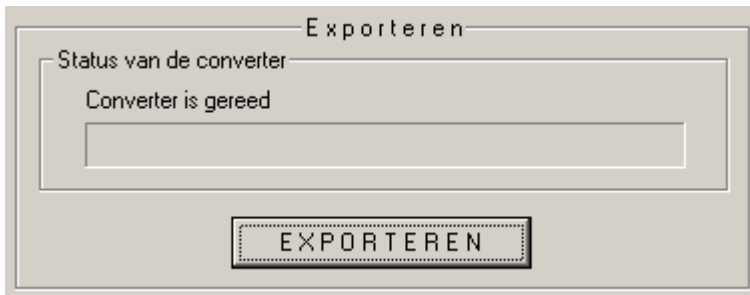 Exporteren
Status van de converter
Converter is gereed
EXPORTEREN